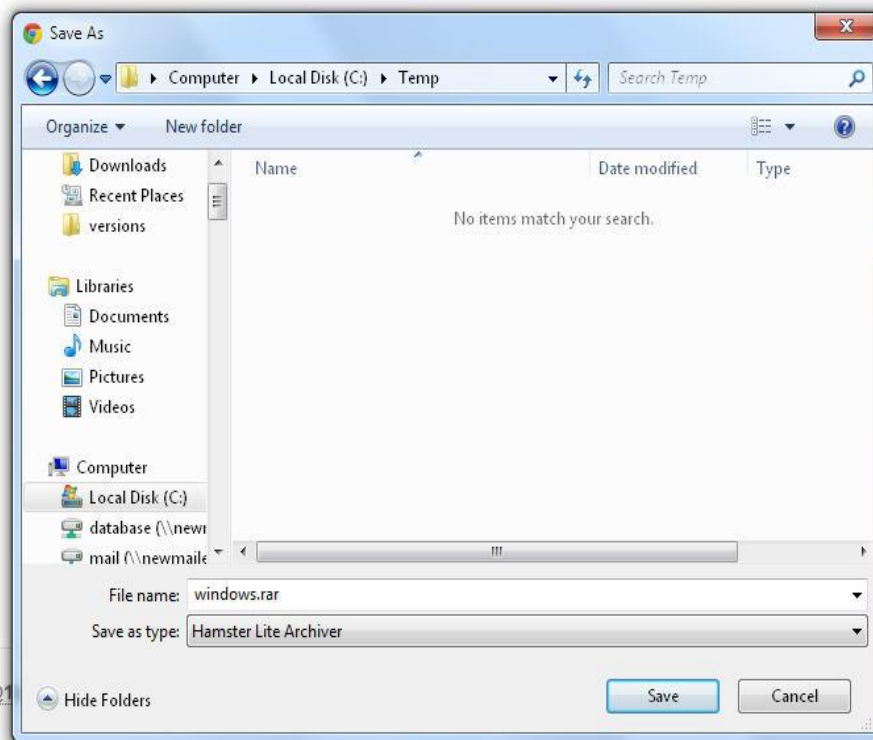 Save As
Computer Local Disk (C:) Temp
Search Temp
Organize New folder
Name Date modified Type
No items match your search.
Downloads
Recent Places
versions
Libraries
Documents
Music
Pictures
Videos
Computer
Local Disk (C:)
database (\\newr
mail (\\newmaile
File name: windows.rar
Save as type: Hamster Lite Archiver
Hide Folders
Save Cancel